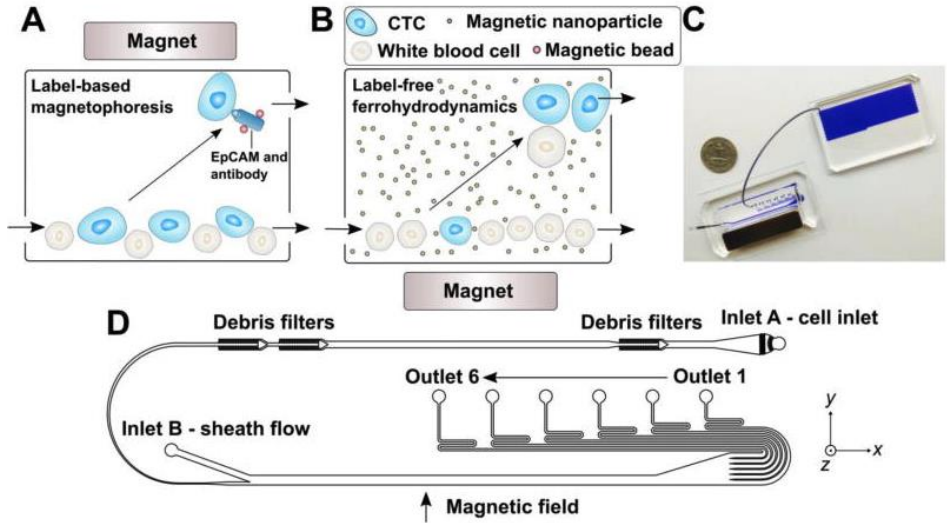 A
Magnet
Label-based
magnetophoresis
EpCAM and
antibody
B
CTC
Magnetic nanoparticle
White blood cell
Magnetic bead
Label-free
ferrohydrodynamics
Magnet
C
D
Debris filters
Debris filters
Inlet A - cell inlet
Outlet 6
Outlet 1
Inlet B - sheath flow
Magnetic field
y
x
z